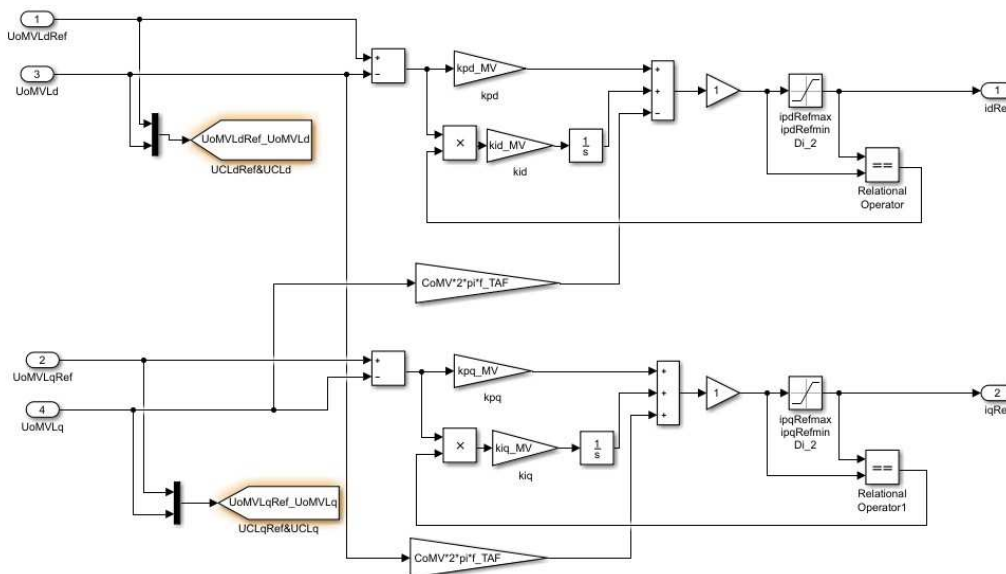 1
UoMVLdRef
3
UoMVLd
UoMVLdRef_UoMVLd
UCLdRef&UCLd
+
−
kpd_MV
kpd
×
kid_MV
kid
1
s
+
+
−
1
ipdRefmax
ipdRefmin
Di_2
==
Relational
Operator
1
idRe
CoMV*2*pi*f_TAF
2
UoMVLqRef
4
UoMVLq
UoMVLqRef_UoMVLq
UCLqRef&UCLq
+
−
kpq_MV
kpq
×
kiq_MV
kiq
1
s
+
+
+
1
ipqRefmax
ipqRefmin
Di_2
==
Relational
Operator1
2
iqRe
CoMV*2*pi*f_TAF